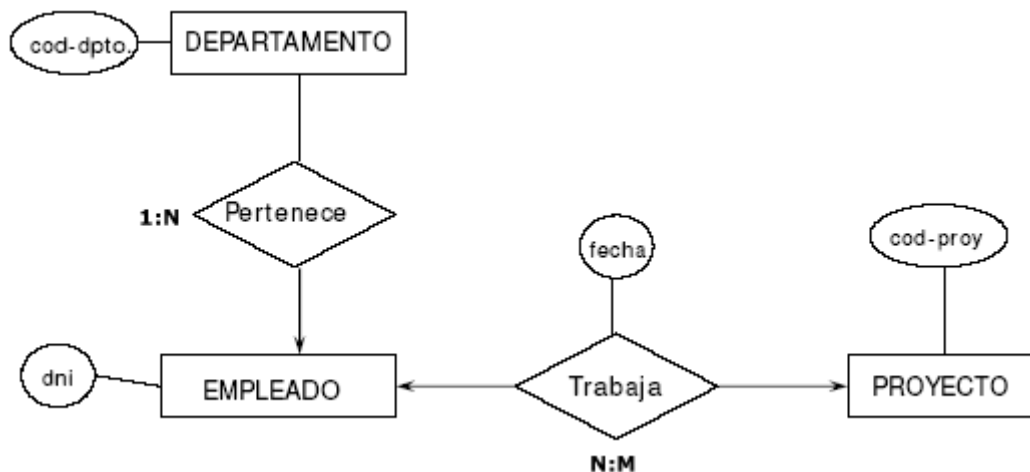 cod-dpto.
DEPARTAMENTO
1:N
Pertenece
fecha
cod-proy
dni
EMPLEADO
Trabaja
PROYECTO
N:M